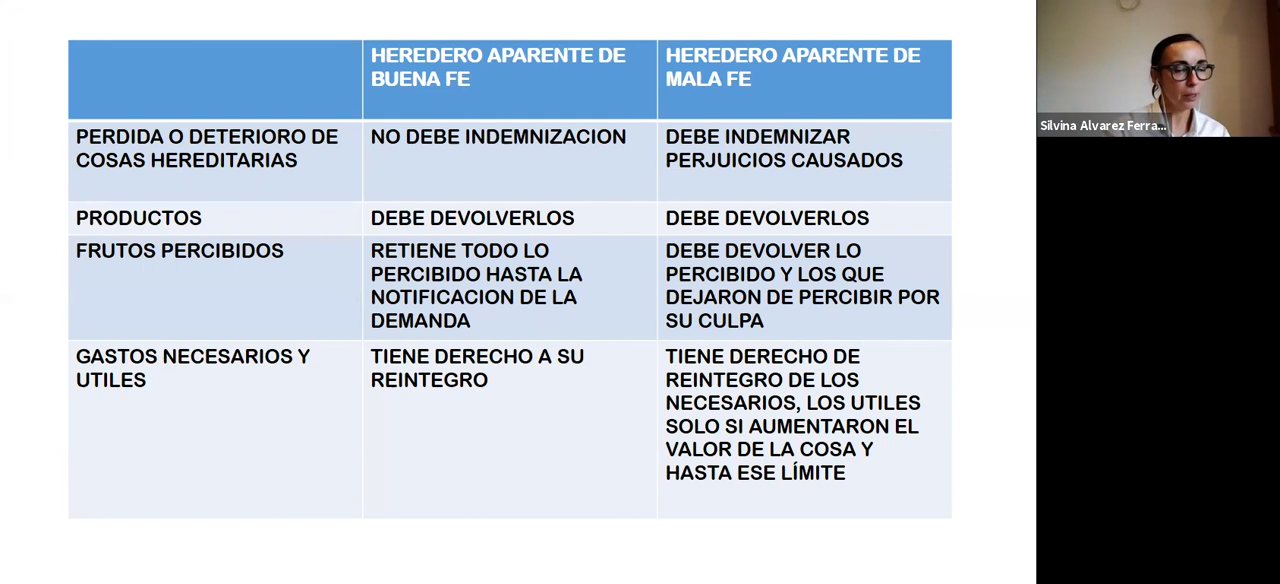 HEREDERO APARENTE DE
BUENA FE
HEREDERO APARENTE DE
MALA FE
PERDIDA O DETERIORO DE
COSAS HEREDITARIAS
NO DEBE INDEMNIZACION
DEBE INDEMNIZAR
PERJUICIOS CAUSADOS
PRODUCTOS
DEBE DEVOLVERLOS
DEBE DEVOLVERLOS
FRUTOS PERCIBIDOS
RETIENE TODO LO
PERCIBIDO HASTA LA
NOTIFICACION DE LA
DEMANDA
DEBE DEVOLVER LO
PERCIBIDO Y LOS QUE
DEJARON DE PERCIBIR POR
SU CULPA
GASTOS NECESARIOS Y
UTILES
TIENE DERECHO A SU
REINTEGRO
TIENE DERECHO DE
REINTEGRO DE LOS
NECESARIOS, LOS UTILES
SOLO SI AUMENTARON EL
VALOR DE LA COSA Y
HASTA ESE LÍMITE
Silvina Alvarez Ferra...